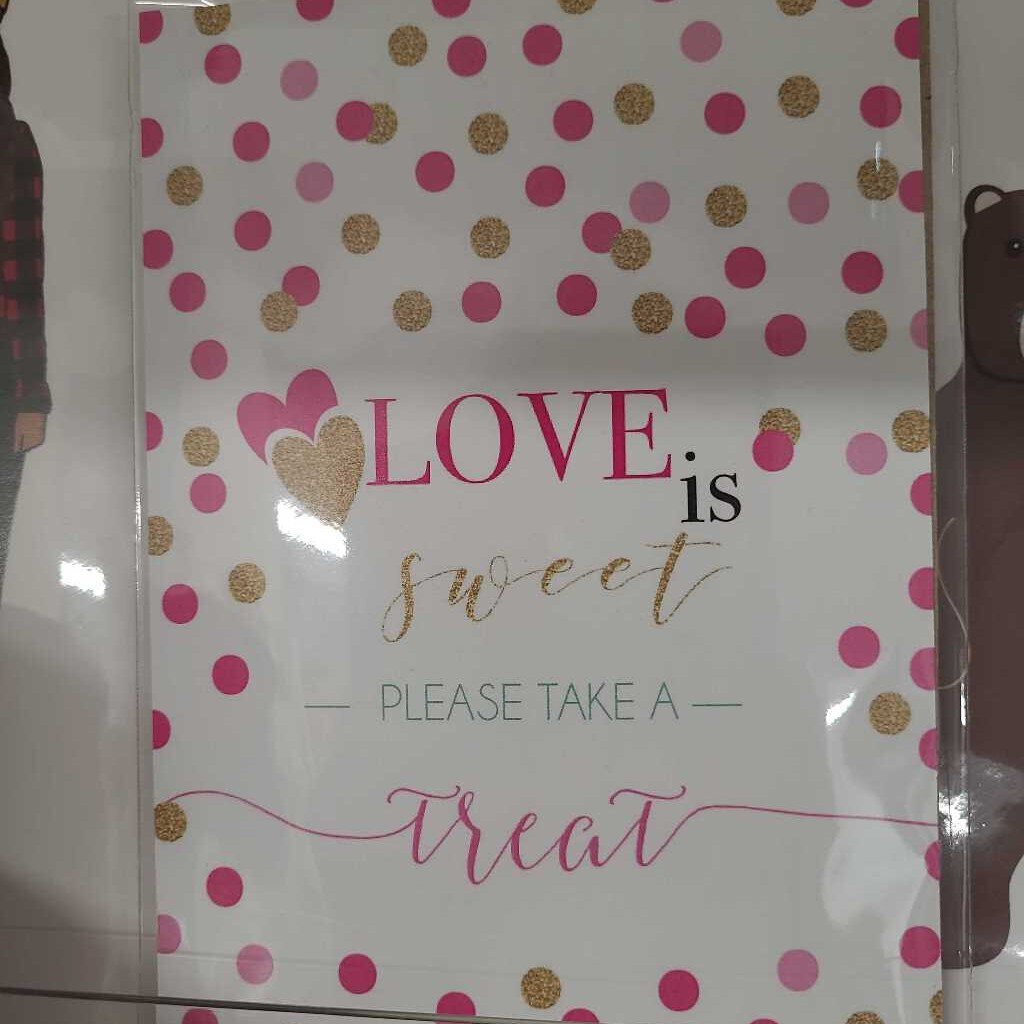 LOVE is
sweet
— PLEASE TAKE A —
treat